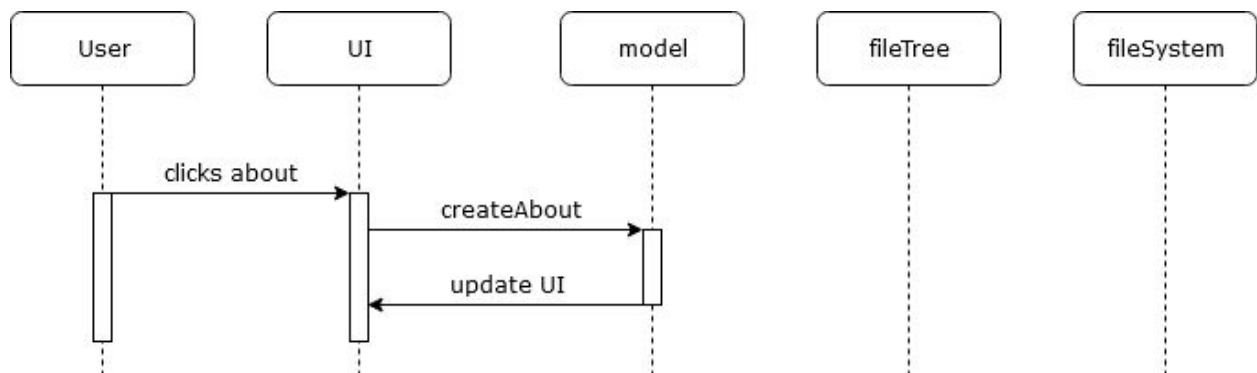 User
UI
model
fileTree
fileSystem
clicks about
createAbout
update UI